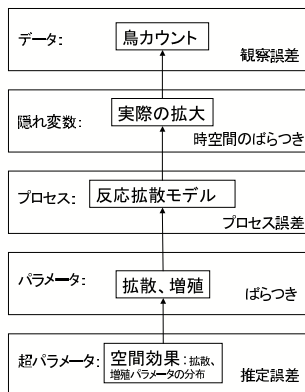 データ:
鳥カウント
観察誤差
隠れ変数:
実際の拡大
時空間のばらつき
プロセス:
反応拡散モデル
プロセス誤差
パラメータ:
拡散、増殖
ばらつき
超パラメータ:
空間効果:拡散、
増殖パラメータの分布
推定誤差